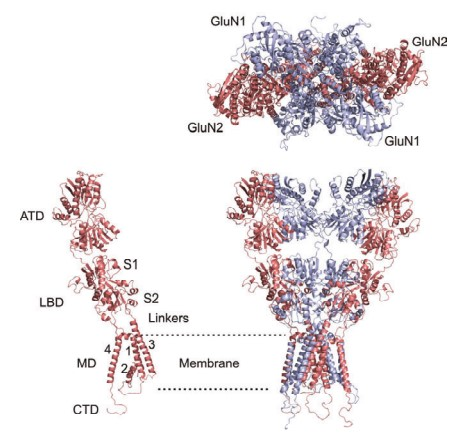 GluN1
GluN2
GluN2
GluN1
ATD
S1
LBD
S2
Linkers
4
1
3
MD
2
Membrane
CTD